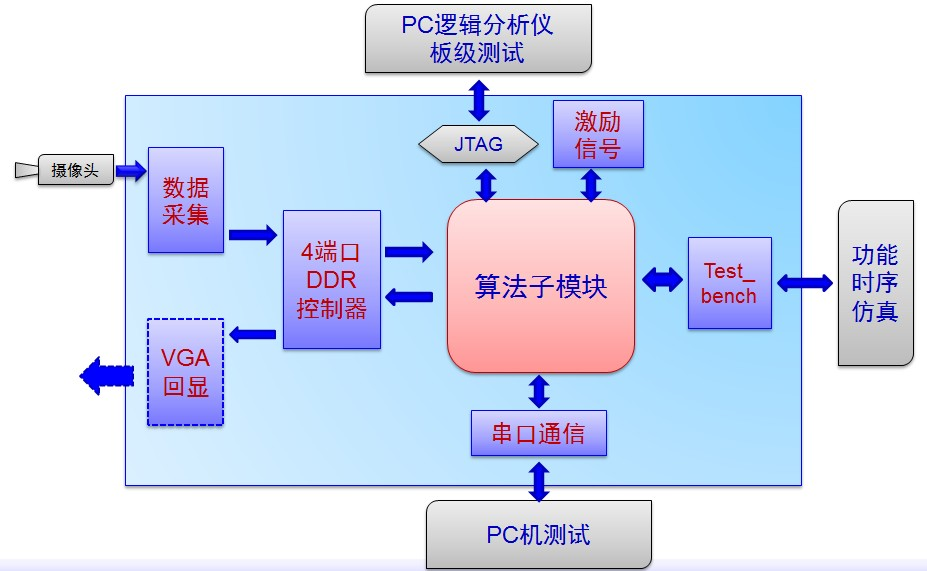 PC逻辑分析仪
板级测试
JTAG
激励
信号
摄像头
数据
采集
4端口
DDR
控制器
算法子模块
Test_
bench
功能
时序
仿真
VGA
回显
串口通信
PC机测试